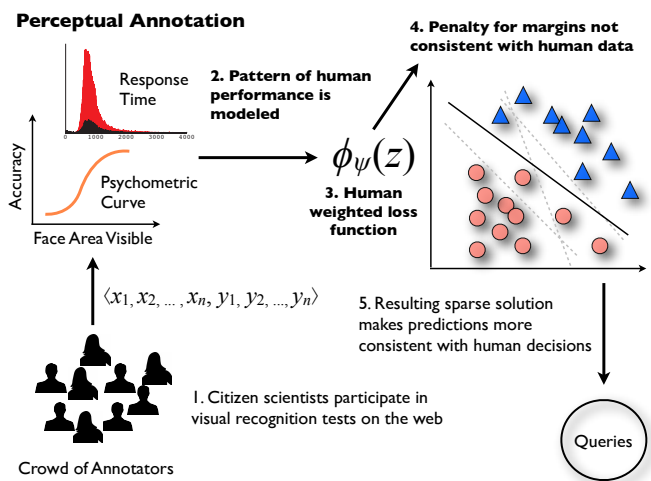 Perceptual Annotation
Response
Time
0 1000 2000 3000 4000
Accuracy
Psychometric
Curve
Face Area Visible
2. Pattern of human
performance is
modeled
ϕψ(z)
3. Human
weighted loss
function
4. Penalty for margins not
consistent with human data
⟨x1, x2, ... , xn, y1, y2, ..., yn⟩
5. Resulting sparse solution
makes predictions more
consistent with human decisions
1. Citizen scientists participate in
visual recognition tests on the web
Crowd of Annotators
Queries